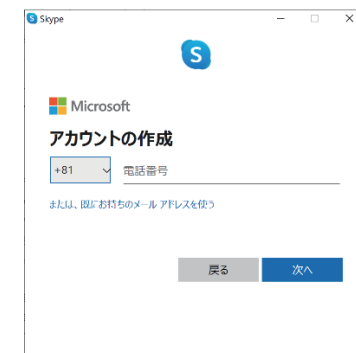 Skype
Microsoft
アカウントの作成
+81 電話番号
または、既にお持ちのメール アドレスを使う
戻る 次へ